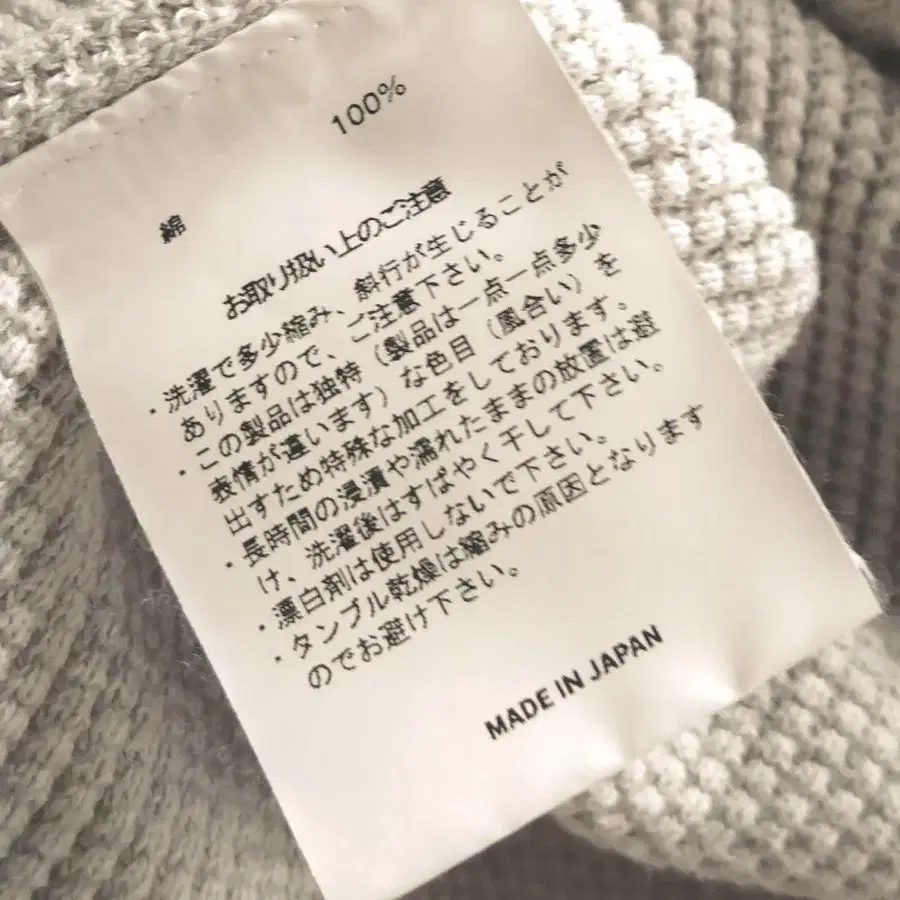 綿 100%
お取り扱い上のご注意
・洗濯で多少縮み、斜行が生じることが
ありますので、ご注意下さい。
・この製品は独特（製品は一点一点多少
表情が違います）な色目（風合い）を
出すため特殊な加工をしております。
・長時間の浸漬や濡れたままの放置は避
け、洗濯後はすばやく干して下さい。
・漂白剤は使用しないで下さい。
・タンブル乾燥は縮みの原因となります
のでお避け下さい。
MADE IN JAPAN